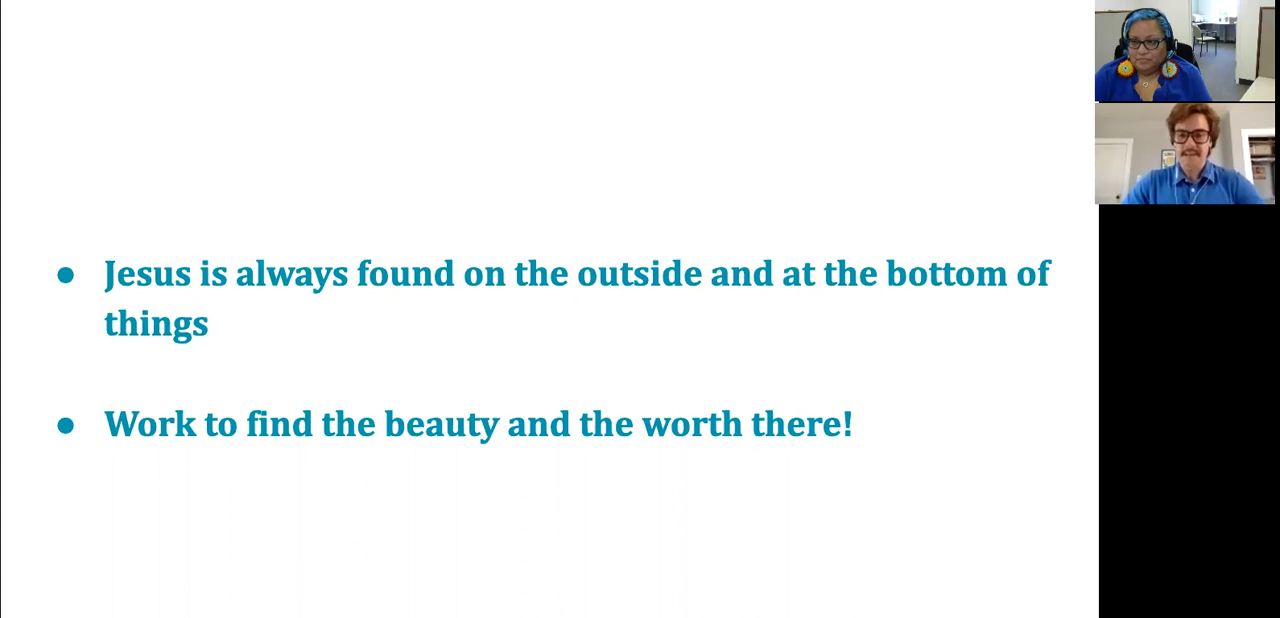 ● Jesus is always found on the outside and at the bottom of
things
● Work to find the beauty and the worth there!